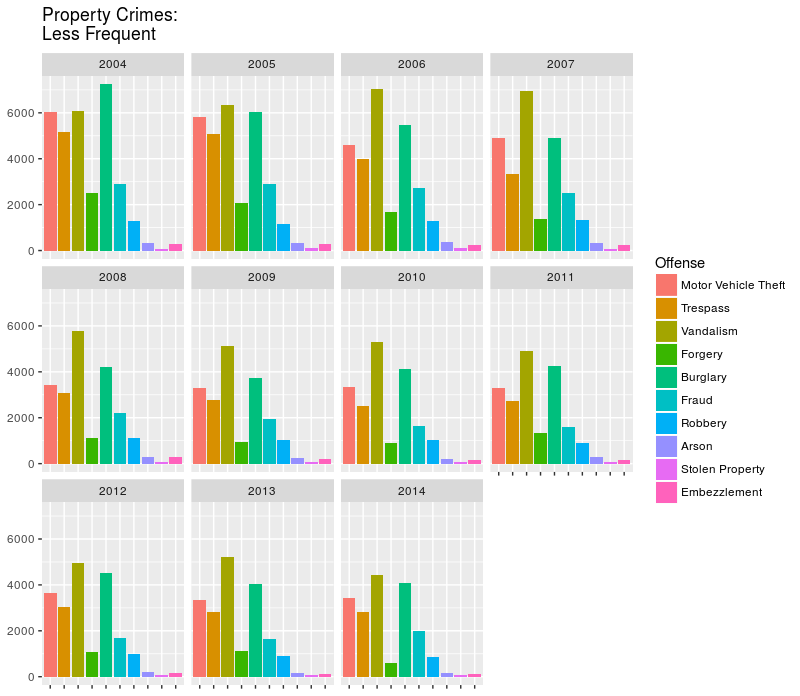 Property Crimes:
Less Frequent
2004
2005
2006
2007
6000
4000
2000
0
2008
2009
2010
2011
6000
4000
2000
0
2012
2013
2014
6000
4000
2000
0
Offense
Motor Vehicle Theft
Trespass
Vandalism
Forgery
Burglary
Fraud
Robbery
Arson
Stolen Property
Embezzlement